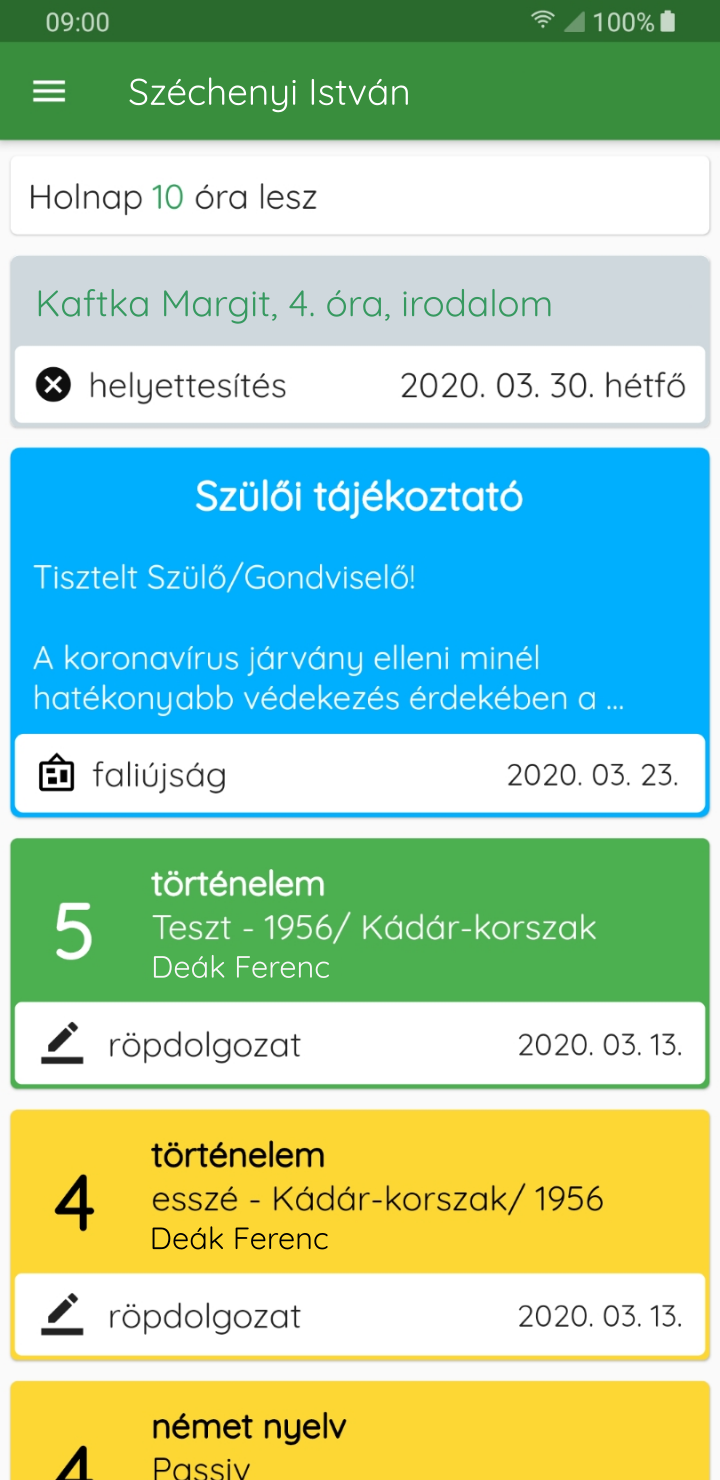 09:00 100%
Széchenyi István
Holnap 10 óra lesz
Kaftka Margit, 4. óra, irodalom
helyettesítés 2020. 03. 30. hétfő
Szülői tájékoztató
Tisztelt Szülő/Gondviselő!
A koronavírus járvány elleni minél
hatékonyabb védekezés érdekében a ...
faliújság 2020. 03. 23.
történelem
5 Teszt - 1956/ Kádár-korszak
Deák Ferenc
röpdolgozat 2020. 03. 13.
történelem
4 esszé - Kádár-korszak/ 1956
Deák Ferenc
röpdolgozat 2020. 03. 13.
német nyelv
4 Passiv